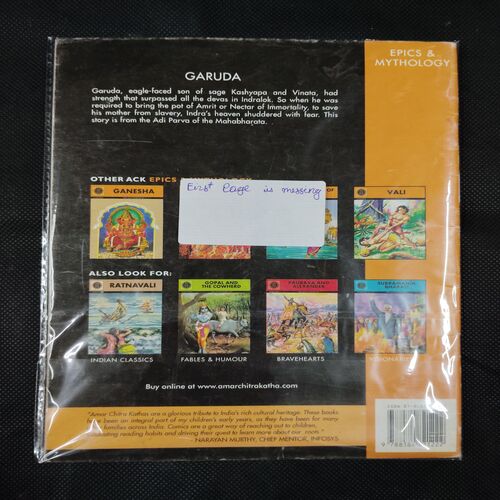 GARUDA
EPICS &
MYTHOLOGY
Garuda, eagle-faced son of sage Kashyapa and Vinata, had
strength that surpassed all the devas in Indralok. So when he was
required to bring the pot of Amrit or Nectar of Immortality, to save
his mother from slavery, Indra's heaven shuddered with fear. This
story is from the Adi Parva of the Mahabharata.
OTHER ACK EPICS
GANESHA
OF
VALI
First Page is missing
ALSO LOOK FOR:
RATNAVALI
GOPAL AND
THE COWHERD
PAURAVA AND
ALEXANDER
SUBRAMANIA
BHARATI
INDIAN CLASSICS
FABLES & HUMOUR
BRAVEHEARTS
VISIONARIES
Buy online at www.amarchitrakatha.com
"Amar Chitra Kathas are a glorious tribute to India's rich cultural heritage. These books
have been an integral part of my children's early years, as they have been for many
families across India. Comics are a great way of reaching out to children,
reading habits and driving their quest to learn more about our roots."
- NARAYAN MURTHY, CHIEF MENTOR, INFOSYS
ISBN